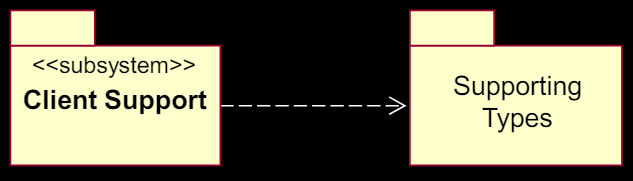 <<subsystem>>
Client Support
Supporting
Types